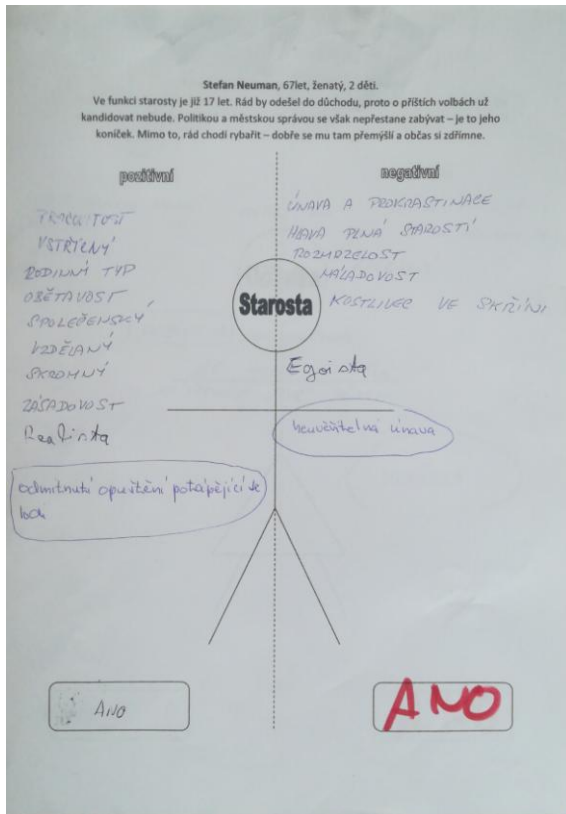 Stefan Neuman, 67let, ženatý, 2 děti.
Ve funkci starosty je již 17 let. Rád by odešel do důchodu, proto o příštích volbách už
kandidovat nebude. Politikou a městskou správou se však nepřestane zabývat – je to jeho
koníček. Mimo to, rád chodí rybařit – dobře se mu tam přemýšlí a občas si zdřímne.
pozitivní
VSTŘÍCNÝ
RODINNÝ TYP
OBĚTAVOST
SPOLEČENSKÝ
VZDĚLANÝ
SKROMNÝ
ZÁSADOVOST
Realista
odmítnutí opuštění potápějící se
lodi
ANO
negativní
ÚNAVA A PROKRASTINACE
HLAVA PLNÁ STAROSTÍ
ROZMRZELOST
NÁLADOVOST
KOSTLIVEC VE SKŘÍNI
Starosta
Egoista
neuvěřitelná únava
ANO